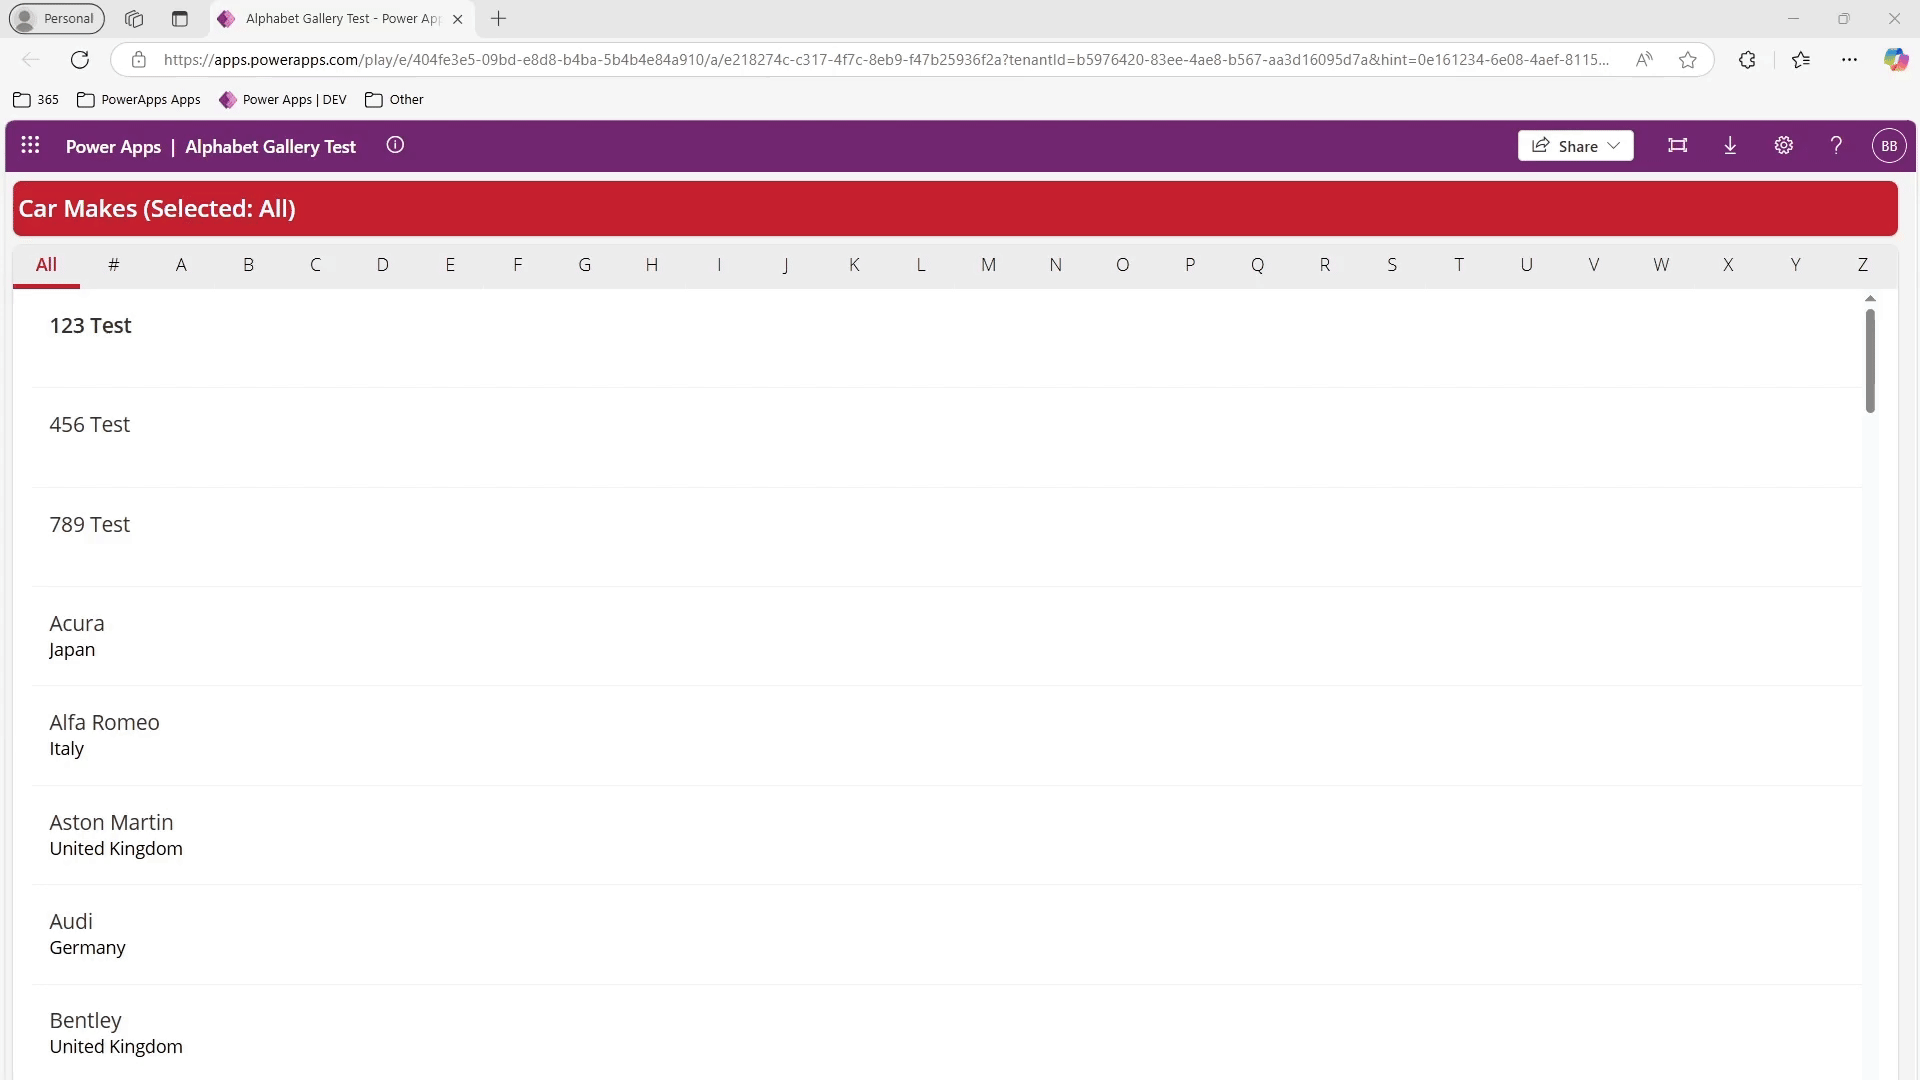 Personal
Alphabet Gallery Test - Power App
https://apps.powerapps.com/play/e/404fe3e5-09bd-e8d8-b4ba-5b4b4e84a910/a/e218274c-c317-4f7c-8eb9-f47b25936f2a?tenantId=b5976420-83ee-4ae8-b567-aa3d16095d7a&hint=0e161234-6e08-4aef-8115...
365 PowerApps Apps Power Apps | DEV Other
Power Apps | Alphabet Gallery Test Share BB
Car Makes (Selected: All)
All # A B C D E F G H I J K L M N O P Q R S T U V W X Y Z
123 Test
456 Test
789 Test
Acura
Japan
Alfa Romeo
Italy
Aston Martin
United Kingdom
Audi
Germany
Bentley
United Kingdom